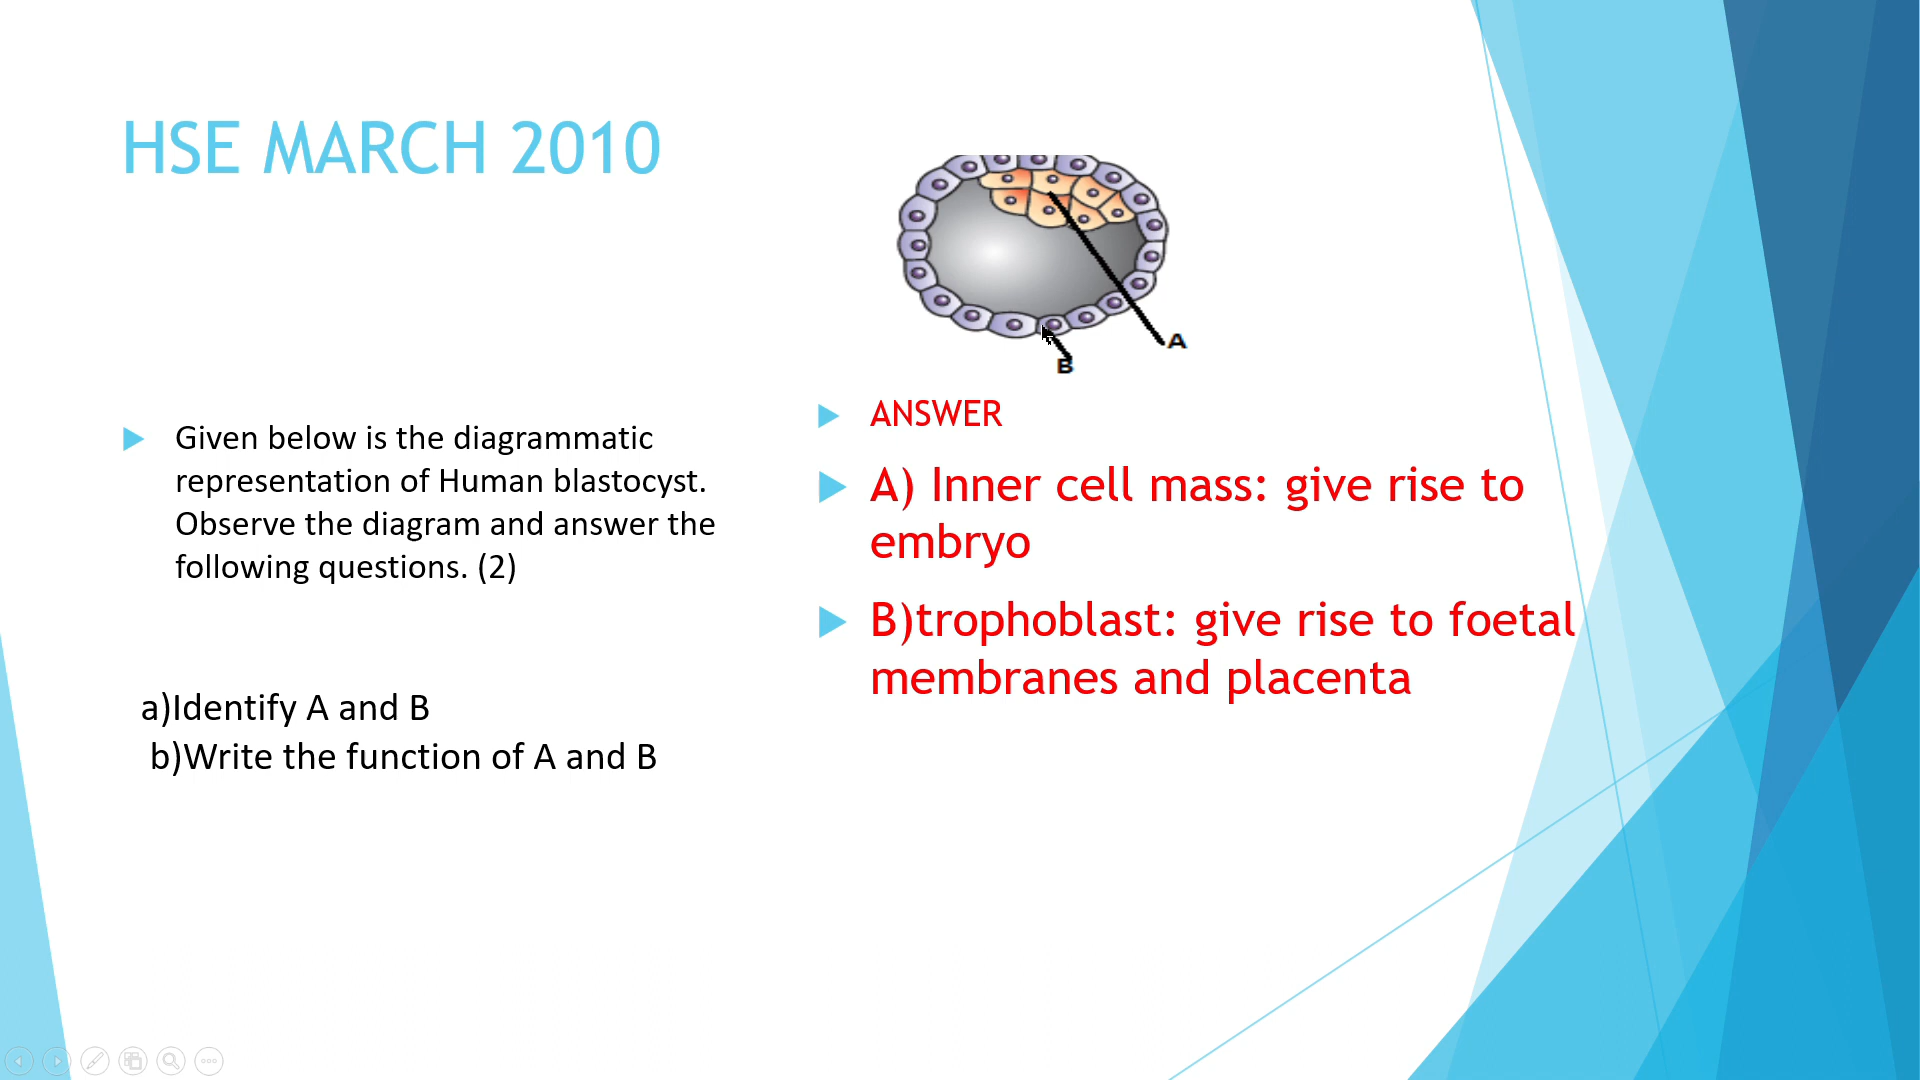 HSE MARCH 2010
Given below is the diagrammatic
representation of Human blastocyst.
Observe the diagram and answer the
following questions. (2)
a)Identify A and B
b)Write the function of A and B
A
B
ANSWER
A) Inner cell mass: give rise to
embryo
B)trophoblast: give rise to foetal
membranes and placenta